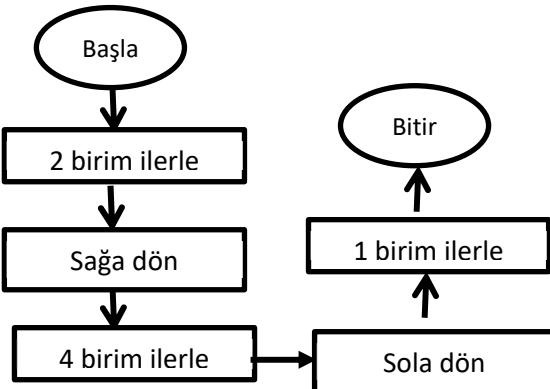 Başla
2 birim ilerle
Sağa dön
4 birim ilerle
Sola dön
1 birim ilerle
Bitir